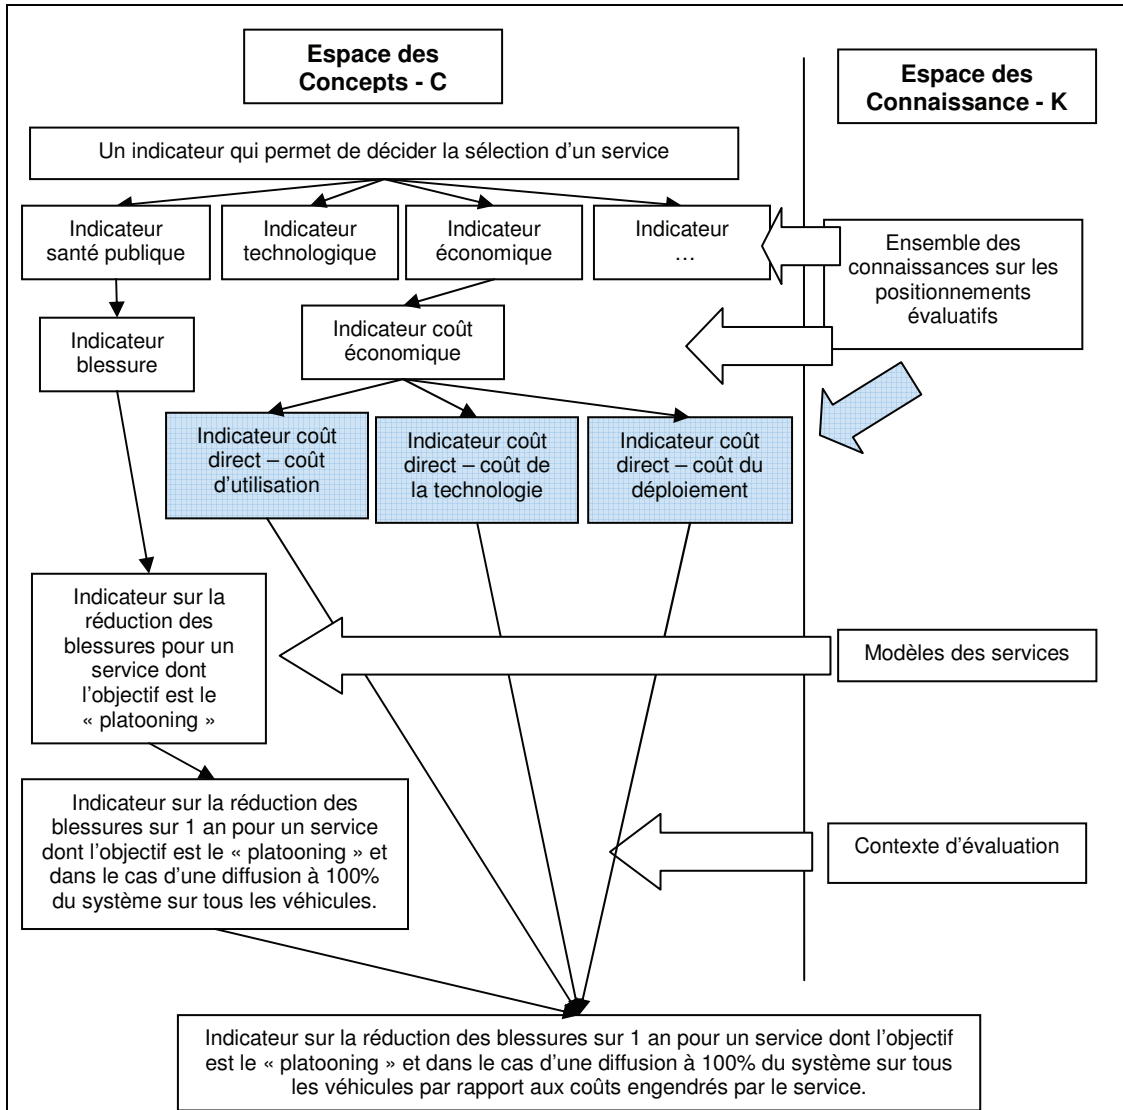 Espace des
Concepts - C
Espace des
Connaissance - K
Un indicateur qui permet de décider la sélection d'un service
Indicateur
santé publique
Indicateur
technologique
Indicateur
économique
Indicateur
…
Ensemble des
connaissances sur les
positionnements
évaluatifs
Indicateur
blessure
Indicateur coût
économique
Indicateur coût
direct – coût
d'utilisation
Indicateur coût
direct – coût de
la technologie
Indicateur coût
direct – coût du
déploiement
Indicateur sur la
réduction des
blessures pour un
service dont
l'objectif est le
« platooning »
Modèles des services
Indicateur sur la réduction des
blessures sur 1 an pour un service
dont l'objectif est le « platooning » et
dans le cas d'une diffusion à 100%
du système sur tous les véhicules.
Contexte d'évaluation
Indicateur sur la réduction des blessures sur 1 an pour un service dont l'objectif
est le « platooning » et dans le cas d'une diffusion à 100% du système sur tous
les véhicules par rapport aux coûts engendrés par le service.